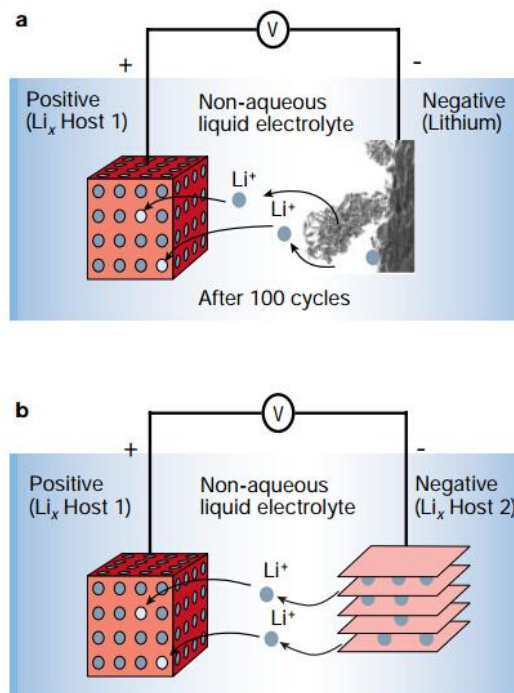 a
V
+
-
Positive
(Liₓ Host 1)
Non-aqueous
liquid electrolyte
Negative
(Lithium)
Li⁺
Li⁺
After 100 cycles
b
V
+
-
Positive
(Liₓ Host 1)
Non-aqueous
liquid electrolyte
Negative
(Liₓ Host 2)
Li⁺
Li⁺